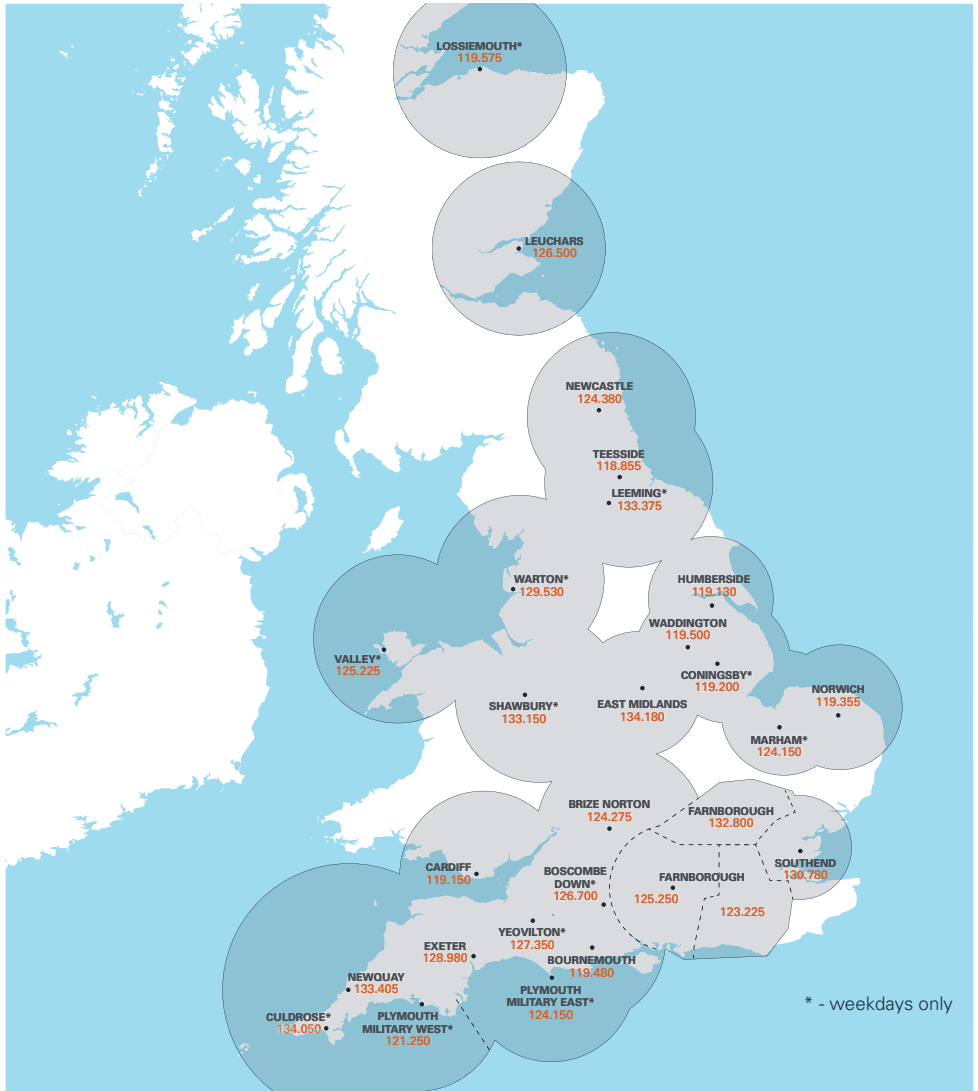 LOSSIEMOUTH*
119.575
LEUCHARS
126.500
NEWCASTLE
124.380
TEESSIDE
118.855
LEEMING*
133.375
WARTON*
129.530
HUMBERSIDE
119.130
WADDINGTON
119.500
VALLEY*
125.225
CONINGSBY*
119.200
SHAWBURY*
133.150
EAST MIDLANDS
134.180
NORWICH
119.355
MARHAM*
124.150
BRIZE NORTON
124.275
FARNBOROUGH
132.800
CARDIFF
119.150
BOSCOMBE
DOWN*
126.700
FARNBOROUGH
125.250
123.225
SOUTHEND
130.780
YEOVILTON*
127.350
EXETER
128.980
BOURNEMOUTH
119.480
NEWQUAY
133.405
PLYMOUTH
MILITARY EAST*
124.150
CULDROSE*
134.050
PLYMOUTH
MILITARY WEST*
121.250
* - weekdays only